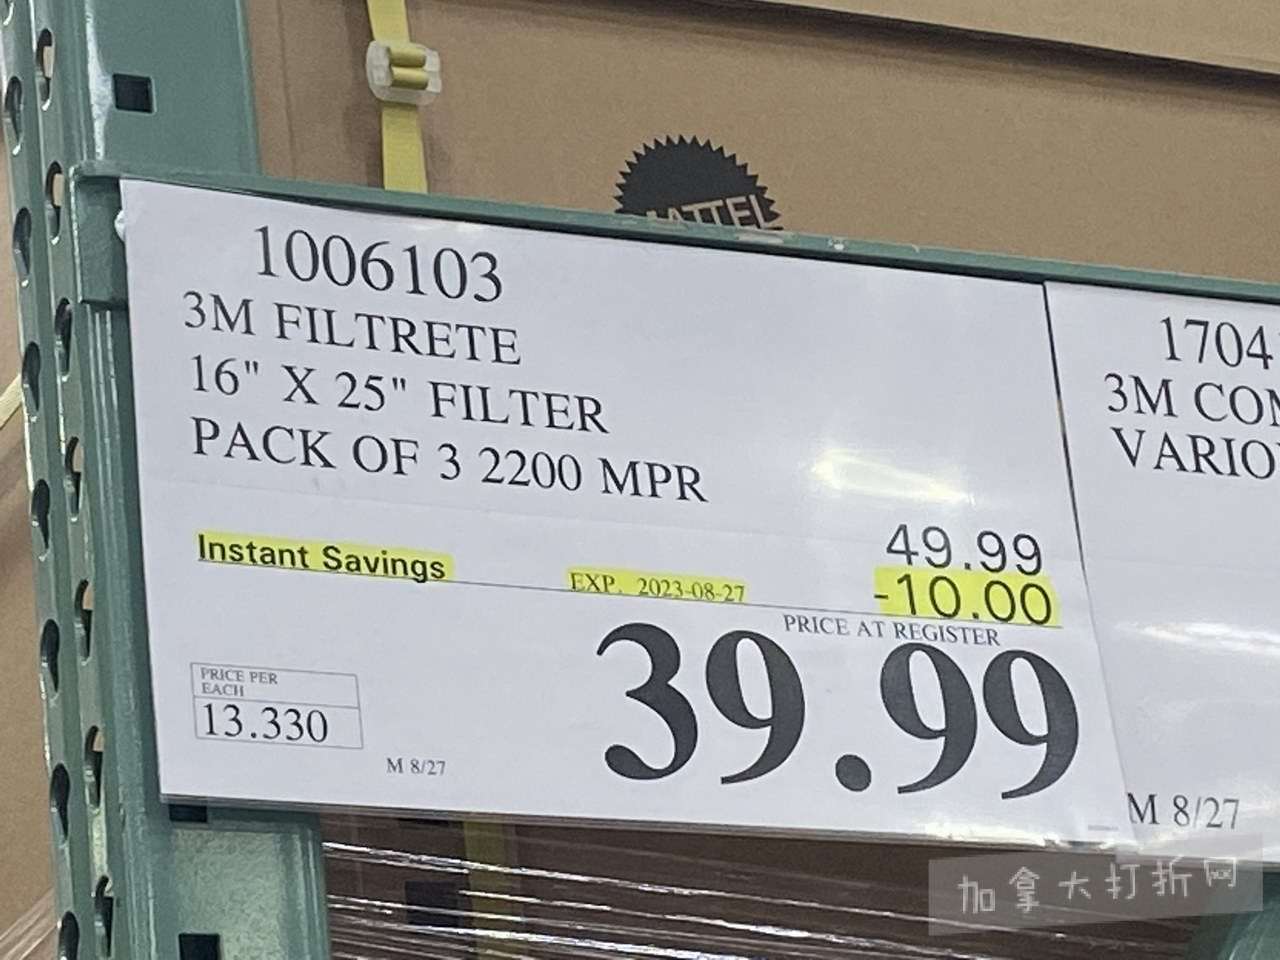 MATTEL
1006103
3M FILTRETE
16" X 25" FILTER
PACK OF 3 2200 MPR
49.99
Instant Savings EXP. 2023-08-27 -10.00
PRICE AT REGISTER
39.99
PRICE PER
EACH
13.330
M 8/27
1704
3M COM
VARIO
M 8/27
加拿大打折网